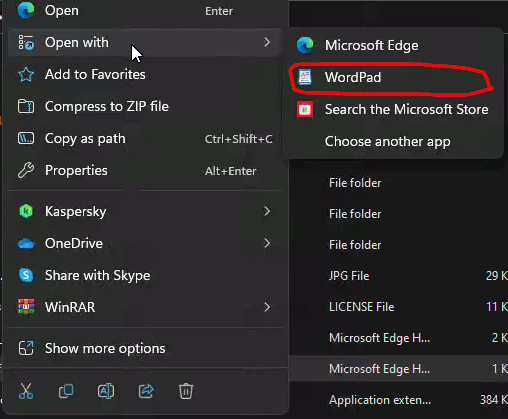 Open Enter
Open with
Add to Favorites
Compress to ZIP file
Copy as path Ctrl+Shift+C
Properties Alt+Enter
Kaspersky
OneDrive
Share with Skype
WinRAR
Show more options
Microsoft Edge
WordPad
Search the Microsoft Store
Choose another app
File folder
File folder
File folder
JPG File 29 K
LICENSE File 11 K
Microsoft Edge H... 2 K
Microsoft Edge H... 1 K
Application exten... 384 K